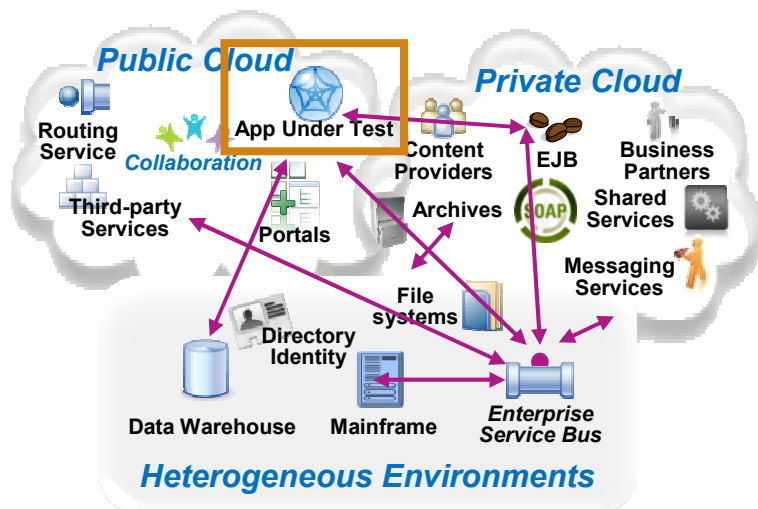 Public Cloud
Private Cloud
Routing
Service
Collaboration
App Under Test
Content
Providers
EJB
Business
Partners
Third-party
Services
Portals
Archives
SOAP
Shared
Services
Messaging
Services
File
systems
Directory
Identity
Data Warehouse
Mainframe
Enterprise
Service Bus
Heterogeneous Environments